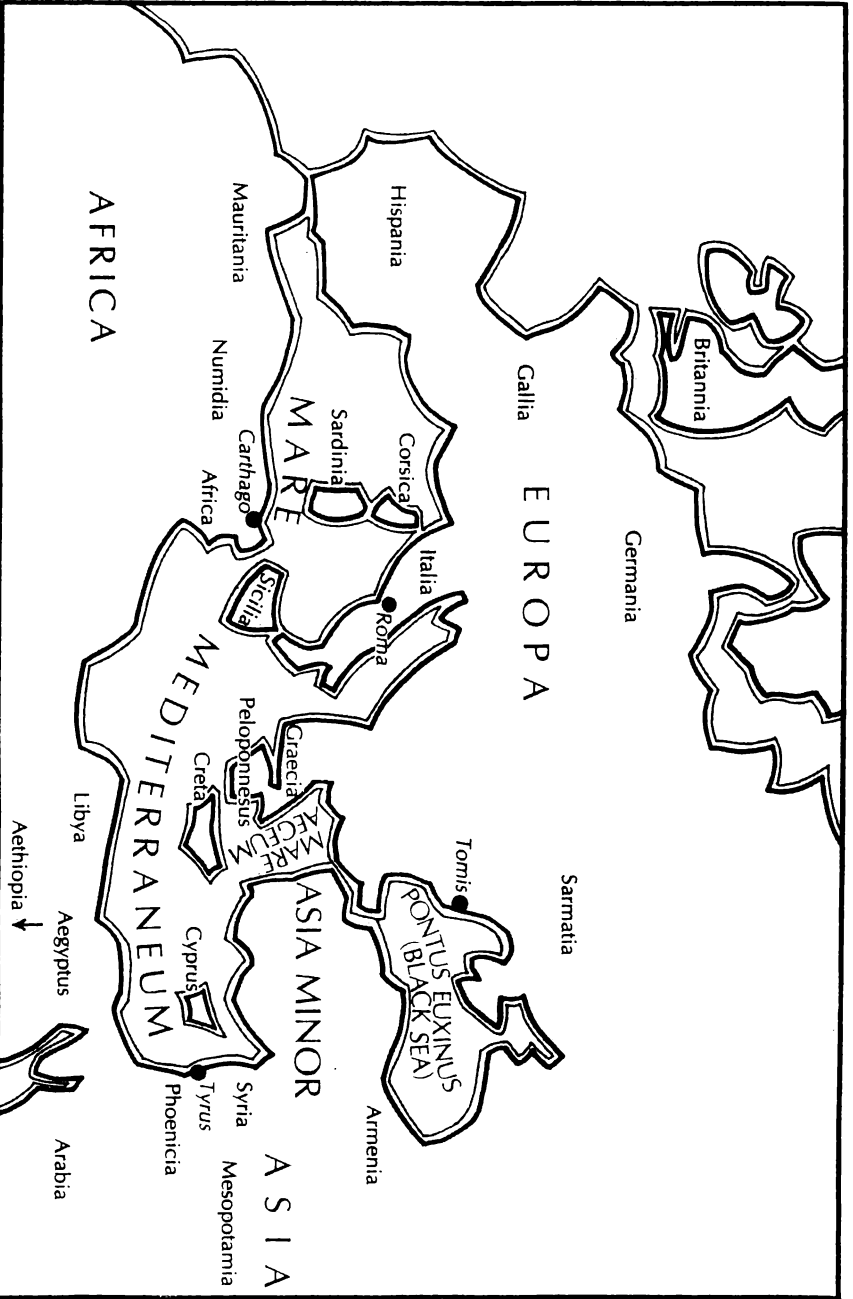 Britannia
Sarmatia
Germania
EUROPA
Gallia
Tomis
PONTUS EUXINUS
(BLACK SEA)
Hispania
Corsica
Italia
Roma
Armenia
Sardinia
MARE
Graecia
MARE
AEGEUM
ASIA MINOR
ASIA
Sicilia
Peloponnesus
Mauritania
Numidia
Carthago
Africa
Creta
Cyprus
Syria
Mesopotamia
Tyrus
Phoenicia
MEDITERRANEUM
AFRICA
Libya
Aegyptus
Arabia
Aethiopia